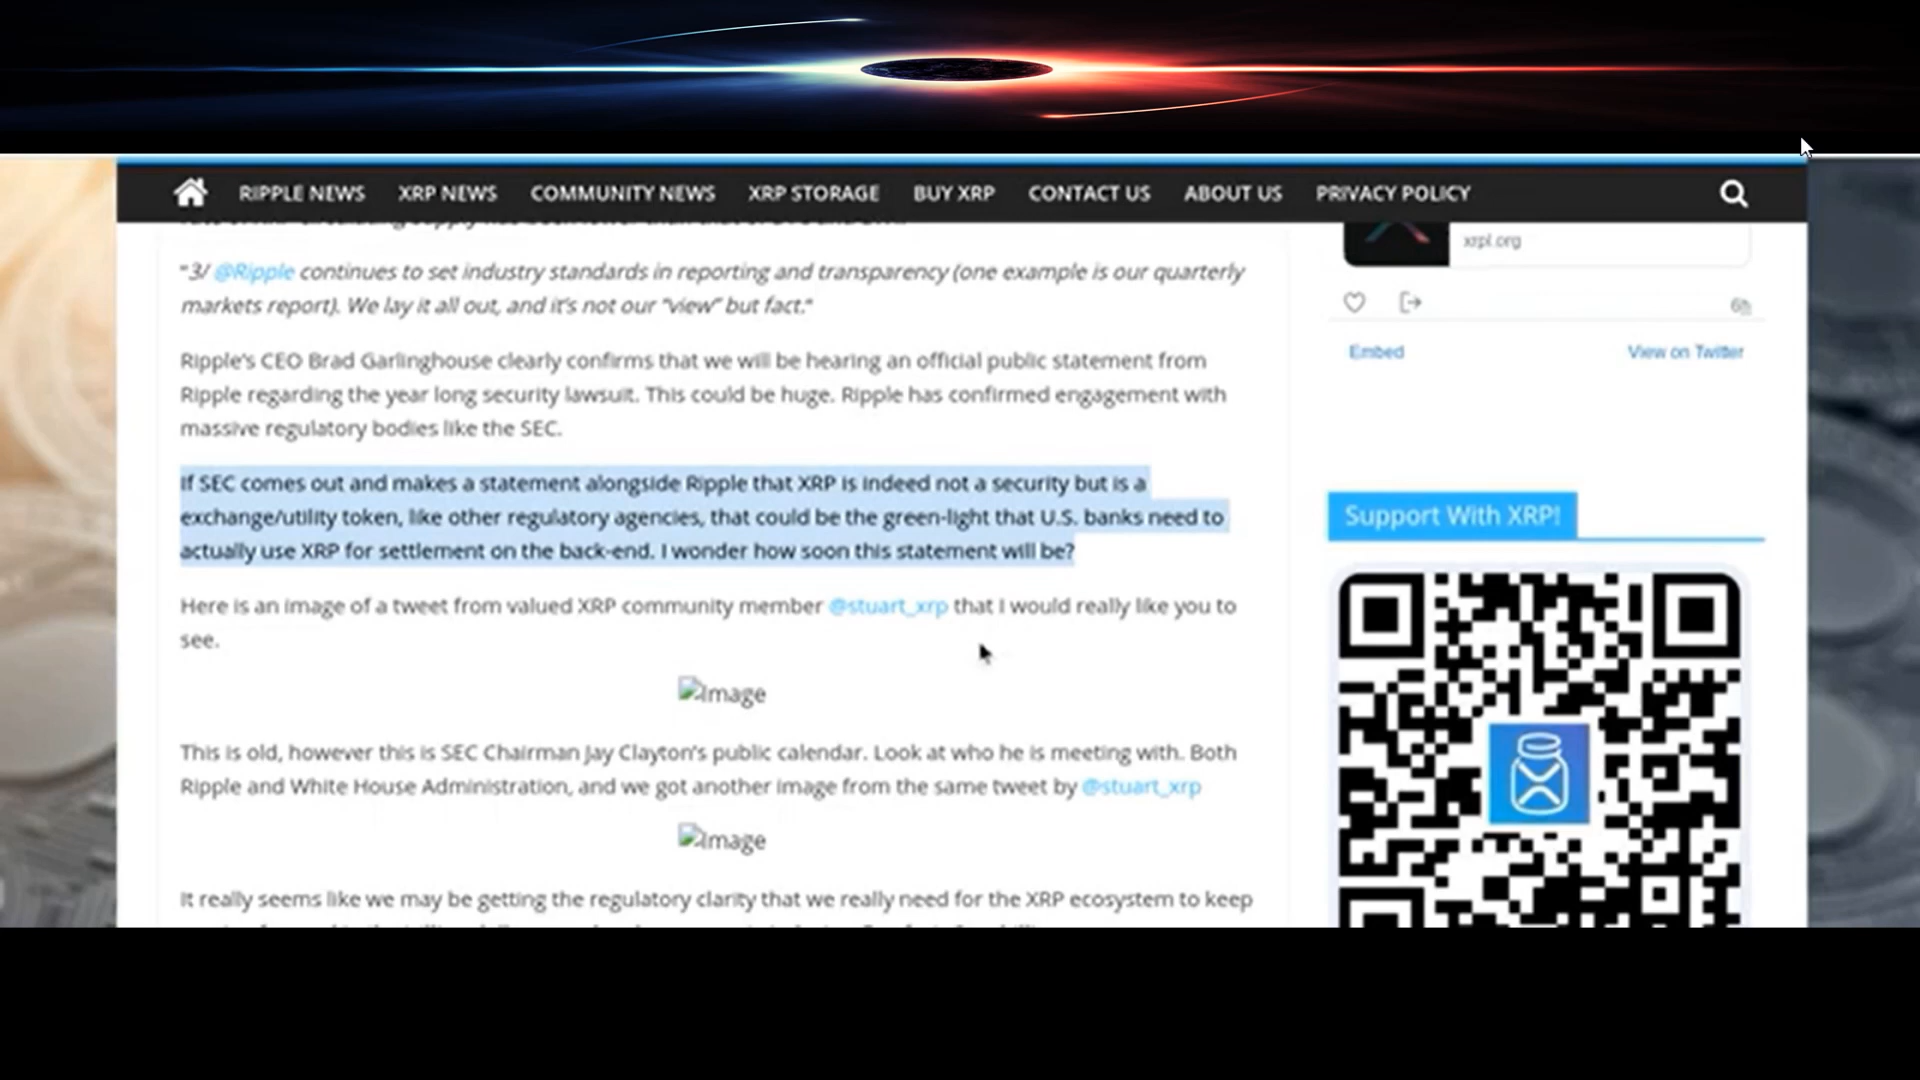 RIPPLE NEWS XRP NEWS COMMUNITY NEWS XRP STORAGE BUY XRP CONTACT US ABOUT US PRIVACY POLICY
"3/ @Ripple continues to set industry standards in reporting and transparency (one example is our quarterly
markets report). We lay it all out, and it's not our "view" but fact."
Ripple's CEO Brad Garlinghouse clearly confirms that we will be hearing an official public statement from
Ripple regarding the year long security lawsuit. This could be huge. Ripple has confirmed engagement with
massive regulatory bodies like the SEC.
If SEC comes out and makes a statement alongside Ripple that XRP is indeed not a security but is a
exchange/utility token, like other regulatory agencies, that could be the green-light that U.S. banks need to
actually use XRP for settlement on the back-end. I wonder how soon this statement will be?
Here is an image of a tweet from valued XRP community member @stuart_xrp that I would really like you to
see.
Image
This is old, however this is SEC Chairman Jay Clayton's public calendar. Look at who he is meeting with. Both
Ripple and White House Administration, and we got another image from the same tweet by @stuart_xrp
Image
It really seems like we may be getting the regulatory clarity that we really need for the XRP ecosystem to keep
xrpl.org
6h
Embed View on Twitter
Support With XRP!